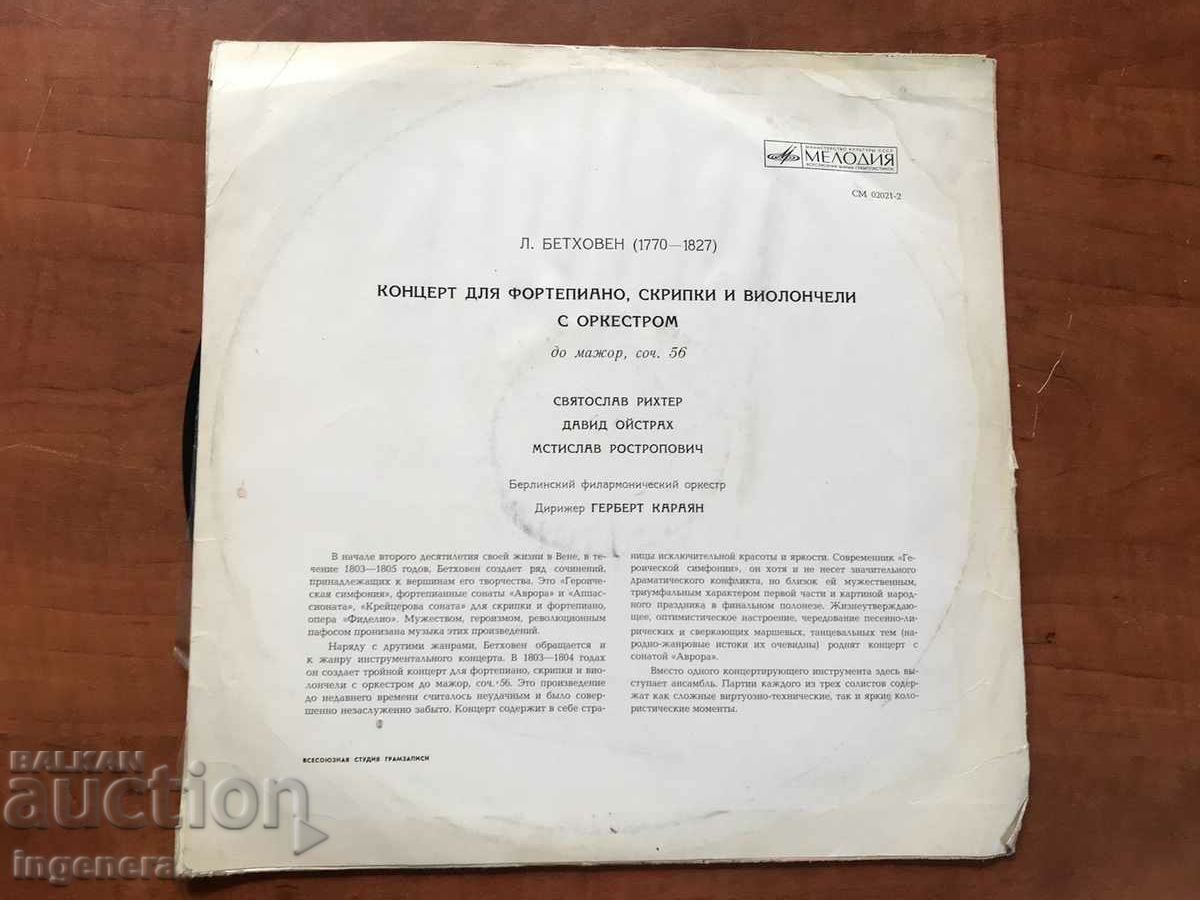 МИНИСТЕРСТВО КУЛЬТУРЫ СССР
МЕЛОДИЯ
ВСЕСОЮЗНАЯ ФИРМА ГРАМПЛАСТИНОК
СМ 02021-2
Л. БЕТХОВЕН (1770—1827)
КОНЦЕРТ ДЛЯ ФОРТЕПИАНО, СКРИПКИ И ВИОЛОНЧЕЛИ
С ОРКЕСТРОМ
до мажор, соч. 56
СВЯТОСЛАВ РИХТЕР
ДАВИД ОЙСТРАХ
МСТИСЛАВ РОСТРОПОВИЧ
Берлинский филармонический оркестр
Дирижер ГЕРБЕРТ КАРАЯН
В начале второго десятилетия своей жизни в Вене, в те-
чение 1803—1805 годов, Бетховен создает ряд сочинений,
принадлежащих к вершинам его творчества. Это «Героиче-
ская симфония», фортепианные сонаты «Аврора» и «Аппас-
сионата», «Крейцерова соната» для скрипки и фортепиано,
опера «Фиделио». Мужеством, героизмом, революционным
пафосом пронизана музыка этих произведений.
Наряду с другими жанрами, Бетховен обращается и
к жанру инструментального концерта. В 1803—1804 годах
он создает тройной концерт для фортепиано, скрипки и вио-
лончели с оркестром до мажор, соч. 56. Это произведение
до недавнего времени считалось неудачным и было совер-
шенно незаслуженно забыто. Концерт содержит в себе стра-
ницы исключительной красоты и яркости. Современник «Ге-
роической симфонии», он хотя и не несет значительного
драматического конфликта, но близок ей мужественным,
триумфальным характером первой части и картиной народ-
ного праздника в финальном полонезе. Жизнеутверждаю-
щее, оптимистическое настроение, чередование песенно-ли-
рических и сверкающих маршевых, танцевальных тем (на-
родно-жанровые истоки их очевидны) роднят концерт с
сонатой «Аврора».
Вместо одного концертирующего инструмента здесь вы-
ступает ансамбль. Партии каждого из трех солистов содер-
жат как сложные виртуозно-технические, так и яркие коло-
ристические моменты.
ВСЕСОЮЗНАЯ СТУДИЯ ГРАМЗАПИСИ
BALKAN
auction
ingenera